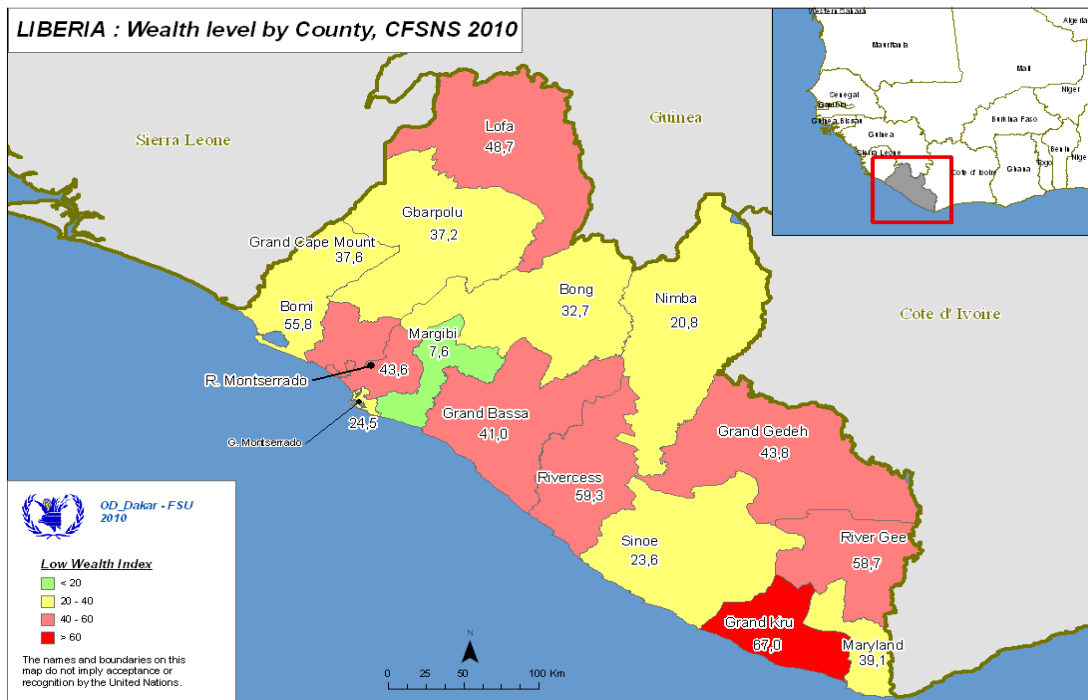 LIBERIA : Wealth level by County, CFSNS 2010
Western Sahara
Algeria
Mauritania
Mali
Niger
Senegal
Gambia
Guinea Bissau
Burkina Faso
Guinea
Benin
Sierra Leone
Cote d' Ivoire
Ghana
Togo
Sierra Leone
Guinea
Cote d' Ivoire
Lofa
48,7
Gbarpolu
37,2
Grand Cape Mount
37,6
Bomi
55,8
Bong
32,7
Nimba
20,8
Margibi
7,6
R. Montserrado
43,6
G. Montserrado
24,5
Grand Bassa
41,0
Grand Gedeh
43,8
Rivercess
59,3
Sinoe
23,6
River Gee
58,7
Grand Kru
67,0
Maryland
39,1
OD_Dakar - FSU
2010
Low Wealth Index
< 20
20 - 40
40 - 60
> 60
The names and boundaries on this
map do not imply acceptance or
recognition by the United Nations.
N
0 25 50 100 Km